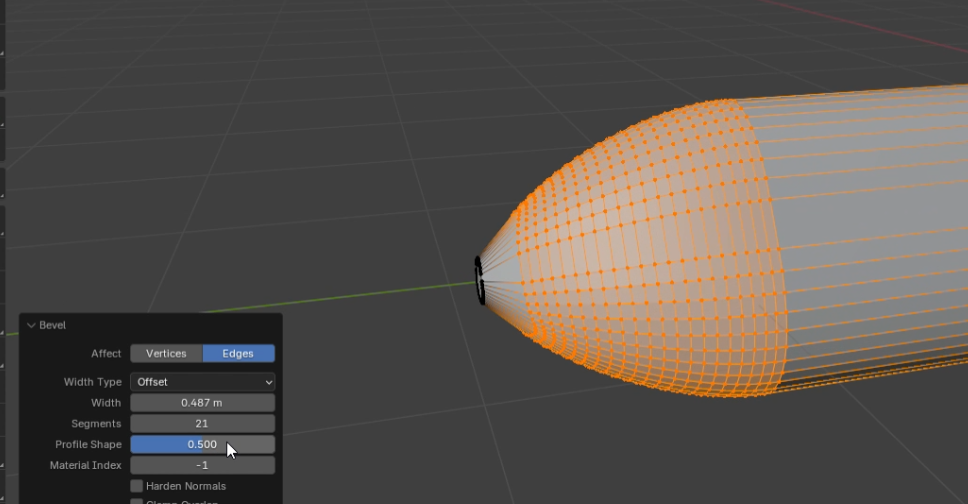 Bevel
Affect Vertices Edges
Width Type Offset
Width 0.487 m
Segments 21
Profile Shape 0.500
Material Index -1
Harden Normals